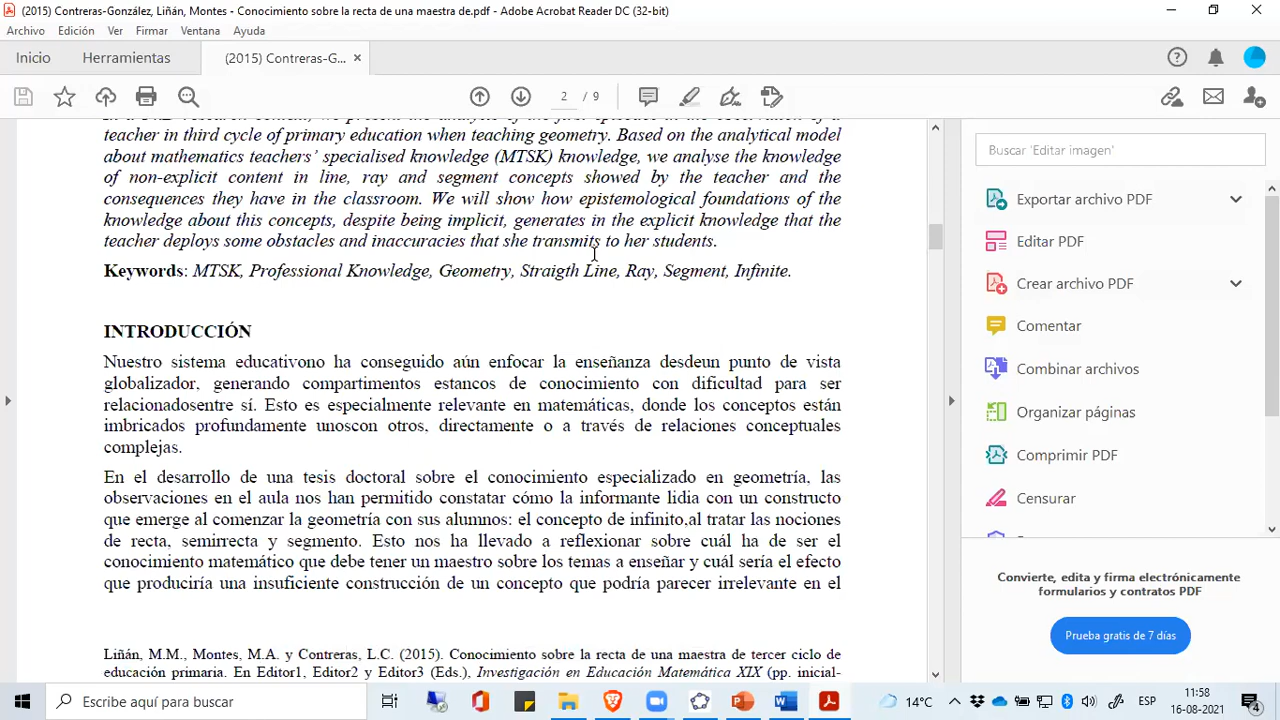 (2015) Contreras-González, Liñán, Montes - Conocimiento sobre la recta de una maestra de.pdf - Adobe Acrobat Reader DC (32-bit)
Archivo Edición Ver Firmar Ventana Ayuda
Inicio Herramientas (2015) Contreras-G... ×
2 / 9
teacher in third cycle of primary education when teaching geometry. Based on the analytical model
about mathematics teachers' specialised knowledge (MTSK) knowledge, we analyse the knowledge
of non-explicit content in line, ray and segment concepts showed by the teacher and the
consequences they have in the classroom. We will show how epistemological foundations of the
knowledge about this concepts, despite being implicit, generates in the explicit knowledge that the
teacher deploys some obstacles and inaccuracies that she transmits to her students.
Keywords: MTSK, Professional Knowledge, Geometry, Straigth Line, Ray, Segment, Infinite.
INTRODUCCIÓN
Nuestro sistema educativono ha conseguido aún enfocar la enseñanza desdeun punto de vista
globalizador, generando compartimentos estancos de conocimiento con dificultad para ser
relacionadosentre sí. Esto es especialmente relevante en matemáticas, donde los conceptos están
imbricados profundamente unoscon otros, directamente o a través de relaciones conceptuales
complejas.
En el desarrollo de una tesis doctoral sobre el conocimiento especializado en geometría, las
observaciones en el aula nos han permitido constatar cómo la informante lidia con un constructo
que emerge al comenzar la geometría con sus alumnos: el concepto de infinito,al tratar las nociones
de recta, semirrecta y segmento. Esto nos ha llevado a reflexionar sobre cuál ha de ser el
conocimiento matemático que debe tener un maestro sobre los temas a enseñar y cuál sería el efecto
que produciría una insuficiente construcción de un concepto que podría parecer irrelevante en el
Liñán, M.M., Montes, M.A. y Contreras, L.C. (2015). Conocimiento sobre la recta de una maestra de tercer ciclo de
educación primaria. En Editor1, Editor2 y Editor3 (Eds.), Investigación en Educación Matemática XIX (pp. inicial-
Buscar 'Editar imagen'
Exportar archivo PDF
Editar PDF
Crear archivo PDF
Comentar
Combinar archivos
Organizar páginas
Comprimir PDF
Censurar
Convierte, edita y firma electrónicamente
formularios y contratos PDF
Prueba gratis de 7 días
Escribe aquí para buscar
14°C
ESP
11:58
16-08-2021
4